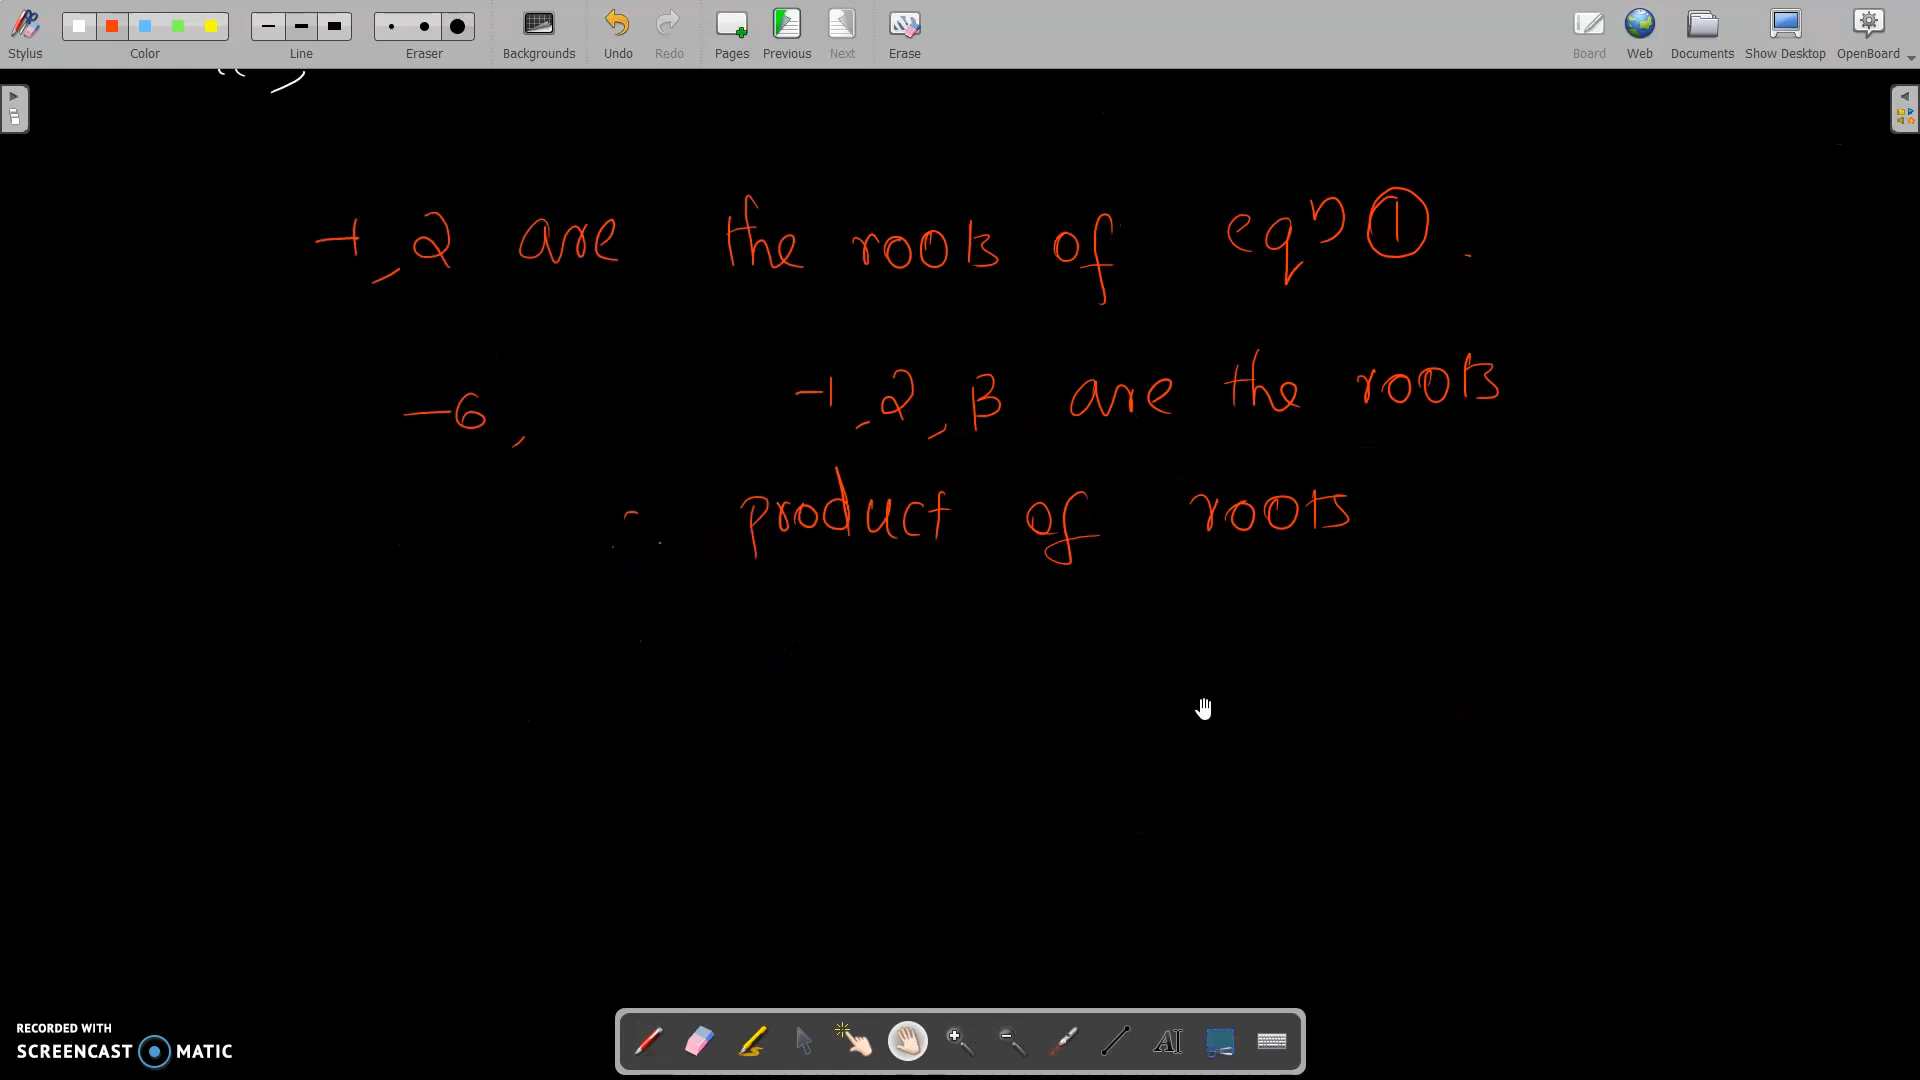 Stylus Color Line Eraser Backgrounds Undo Redo Pages Previous Next Erase Board Web Documents Show Desktop OpenBoard
-1, 2 are the roots of eqⁿ ①.
-6, -1, 2, β are the roots
∴ product of roots
RECORDED WITH
SCREENCAST MATIC